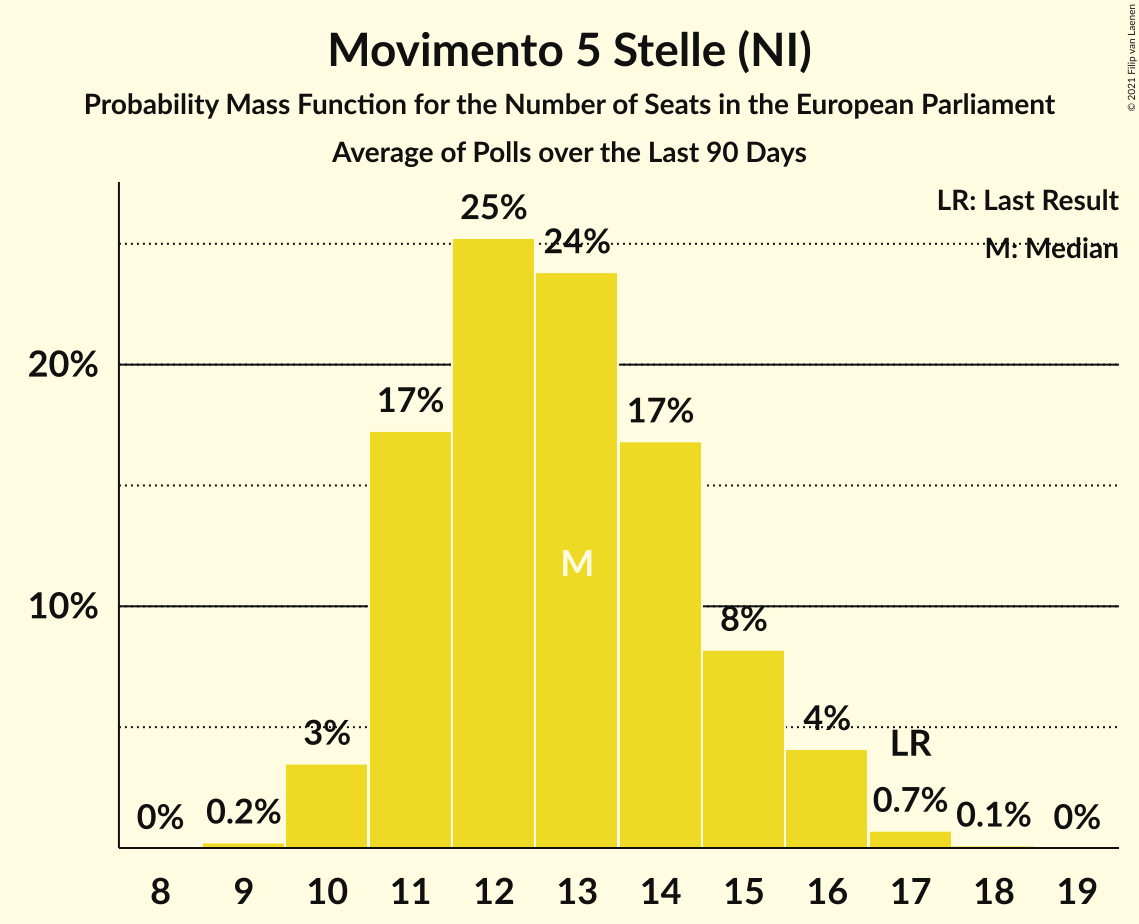 Movimento 5 Stelle (NI)
Probability Mass Function for the Number of Seats in the European Parliament
Average of Polls over the Last 90 Days
© 2021 Filip van Laenen
LR: Last Result
M: Median
25%
24%
20%
17%
17%
M
10%
8%
4%
3%
LR
0.7%
0.2%
0.1%
0%
0%
8 9 10 11 12 13 14 15 16 17 18 19